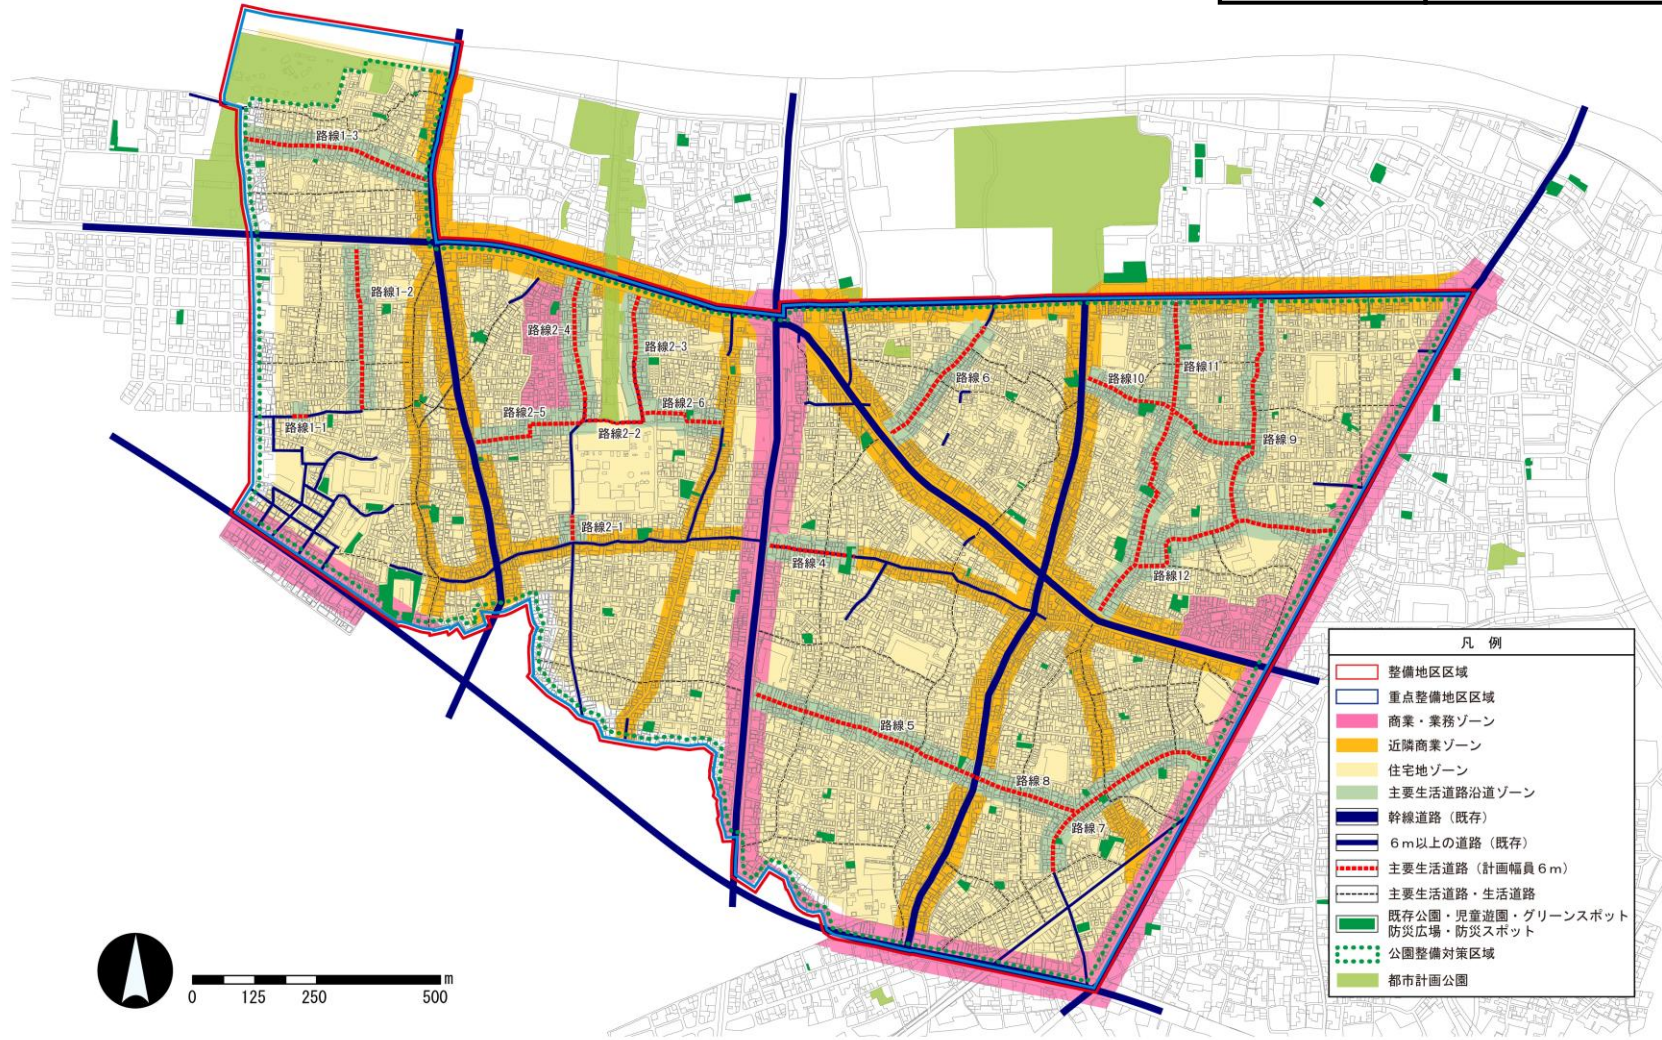 路線1-3
路線1-2
路線2-4
路線2-3
路線6
路線10
路線11
路線2-5
路線2-6
路線1-1
路線2-2
路線9
路線2-1
路線4
路線12
路線5
路線8
路線7
凡 例
整備地区区域
重点整備地区区域
商業・業務ゾーン
近隣商業ゾーン
住宅地ゾーン
主要生活道路沿道ゾーン
幹線道路（既存）
６ｍ以上の道路（既存）
主要生活道路（計画幅員６ｍ）
主要生活道路・生活道路
既存公園・児童遊園・グリーンスポット
防災広場・防災スポット
公園整備対策区域
都市計画公園
m
0 125 250 500